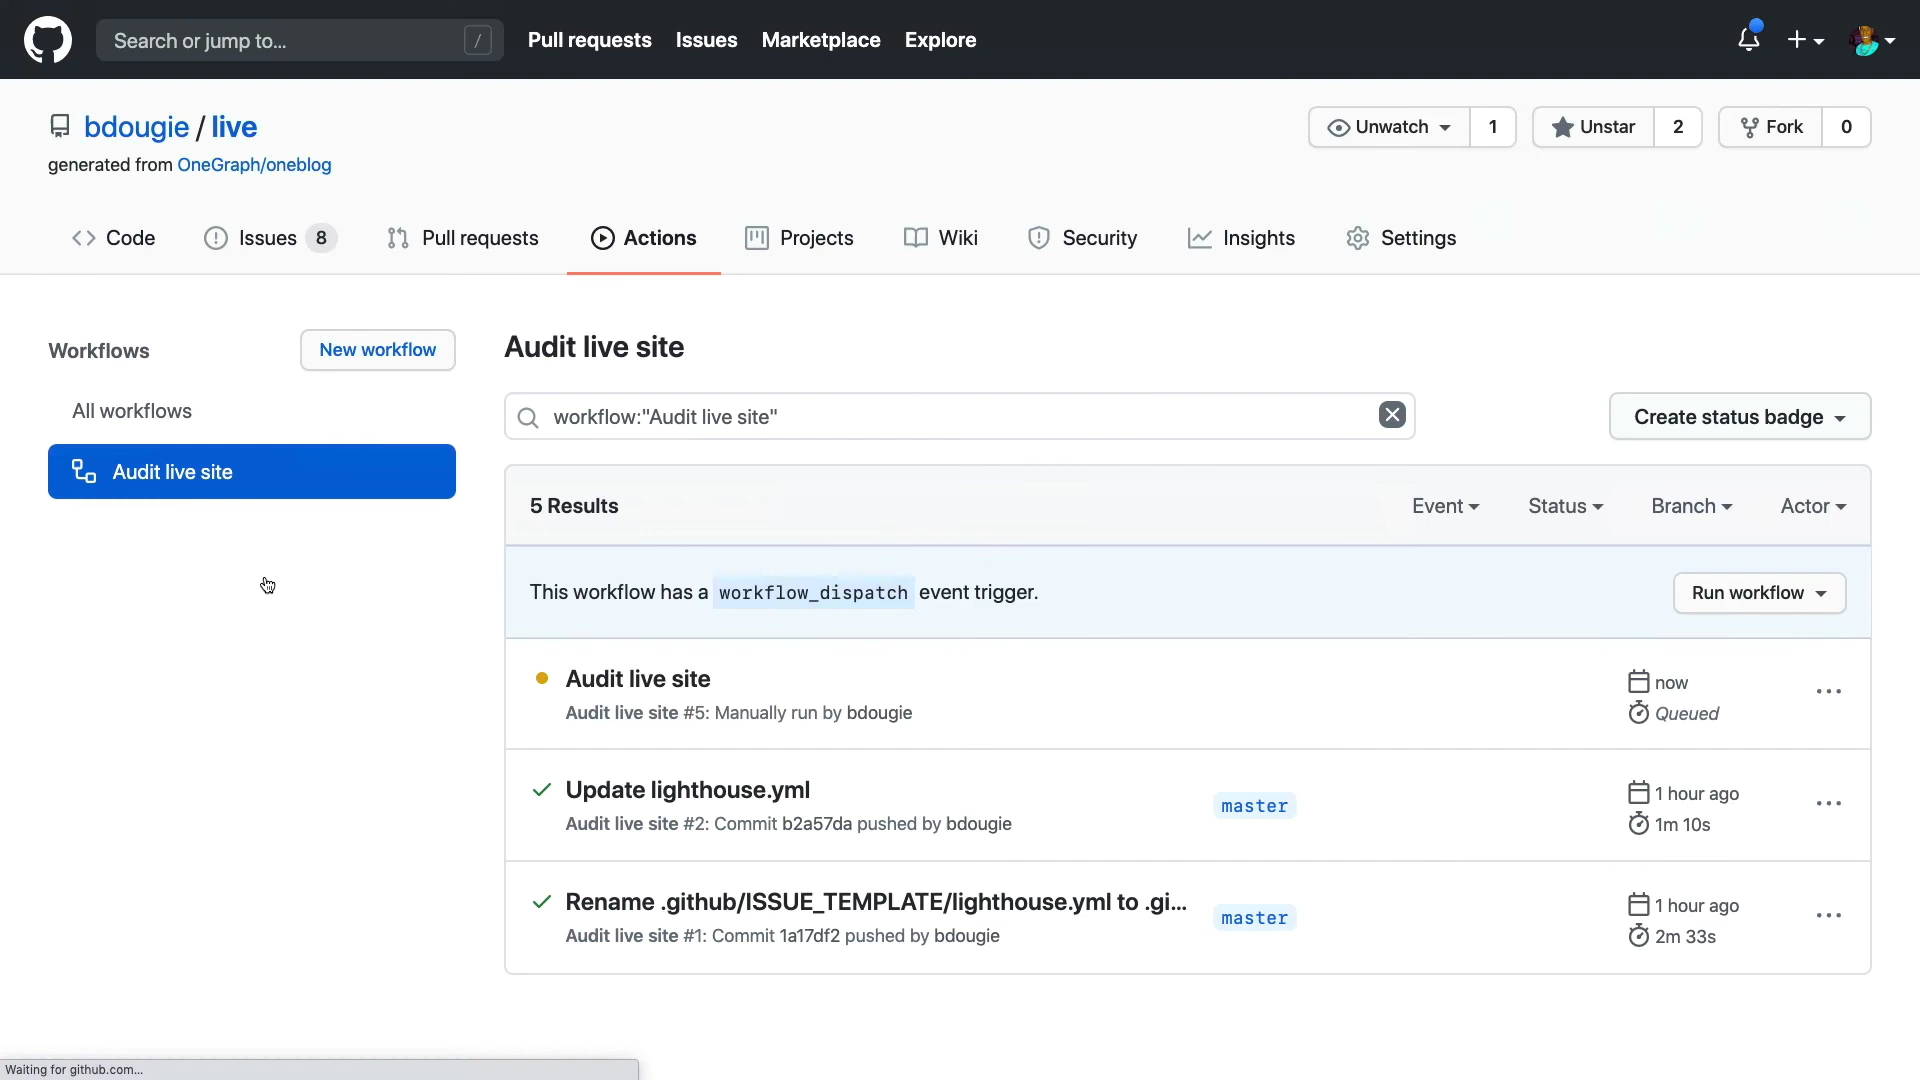 Search or jump to...
/
Pull requests
Issues
Marketplace
Explore
bdougie / live
generated from OneGraph/oneblog
Unwatch
1
Unstar
2
Fork
0
Code
Issues 8
Pull requests
Actions
Projects
Wiki
Security
Insights
Settings
Workflows
New workflow
All workflows
Audit live site
Audit live site
workflow:"Audit live site"
Create status badge
5 Results
Event
Status
Branch
Actor
This workflow has a workflow_dispatch event trigger.
Run workflow
Audit live site
Audit live site #5: Manually run by bdougie
now
Queued
Update lighthouse.yml
Audit live site #2: Commit b2a57da pushed by bdougie
master
1 hour ago
1m 10s
Rename .github/ISSUE_TEMPLATE/lighthouse.yml to .gi...
Audit live site #1: Commit 1a17df2 pushed by bdougie
master
1 hour ago
2m 33s
Waiting for github.com...